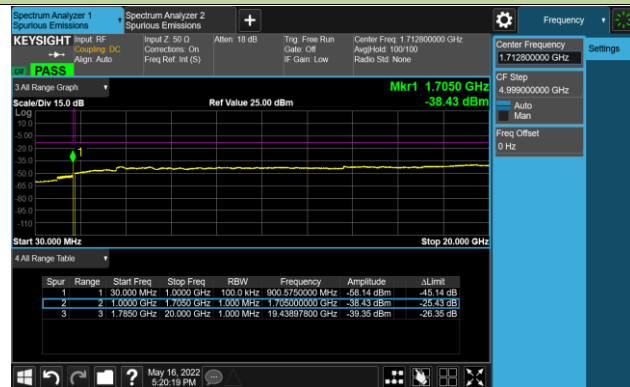 Spectrum Analyzer 1
Spurious Emissions
Spectrum Analyzer 2
Spurious Emissions
Frequency
KEYSIGHT
Input: RF
Coupling: DC
Align: Auto
Input Z: 50 Ω
Corrections: On
Freq Ref: Int (S)
Atten: 18 dB
Trig: Free Run
Gate: Off
IF Gain: Low
Center Freq: 1.712800000 GHz
Avg|Hold: 100/100
Radio Std: None
PASS
Center Frequency
1.712800000 GHz
Settings
CF Step
4.999000000 GHz
Auto
Man
Freq Offset
0 Hz
3 All Range Graph
Mkr1 1.7050 GHz
-38.43 dBm
Scale/Div 15.0 dB
Ref Value 25.00 dBm
Log
10.0
-5.00
-20.0
-35.0
-50.0
-65.0
-80.0
-95.0
-110
1
Start 30.000 MHz
Stop 20.000 GHz
4 All Range Table
Spur Range Start Freq Stop Freq RBW Frequency Amplitude ΔLimit
1 1 30.000 MHz 1.0000 GHz 100.0 kHz 900.5750000 MHz -58.14 dBm -45.14 dB
2 2 1.0000 GHz 1.7050 GHz 1.000 MHz 1.705000000 GHz -38.43 dBm -25.43 dB
3 3 1.7850 GHz 20.000 GHz 1.000 MHz 19.43897800 GHz -39.35 dBm -26.35 dB
?
May 16, 2022
5:20:19 PM